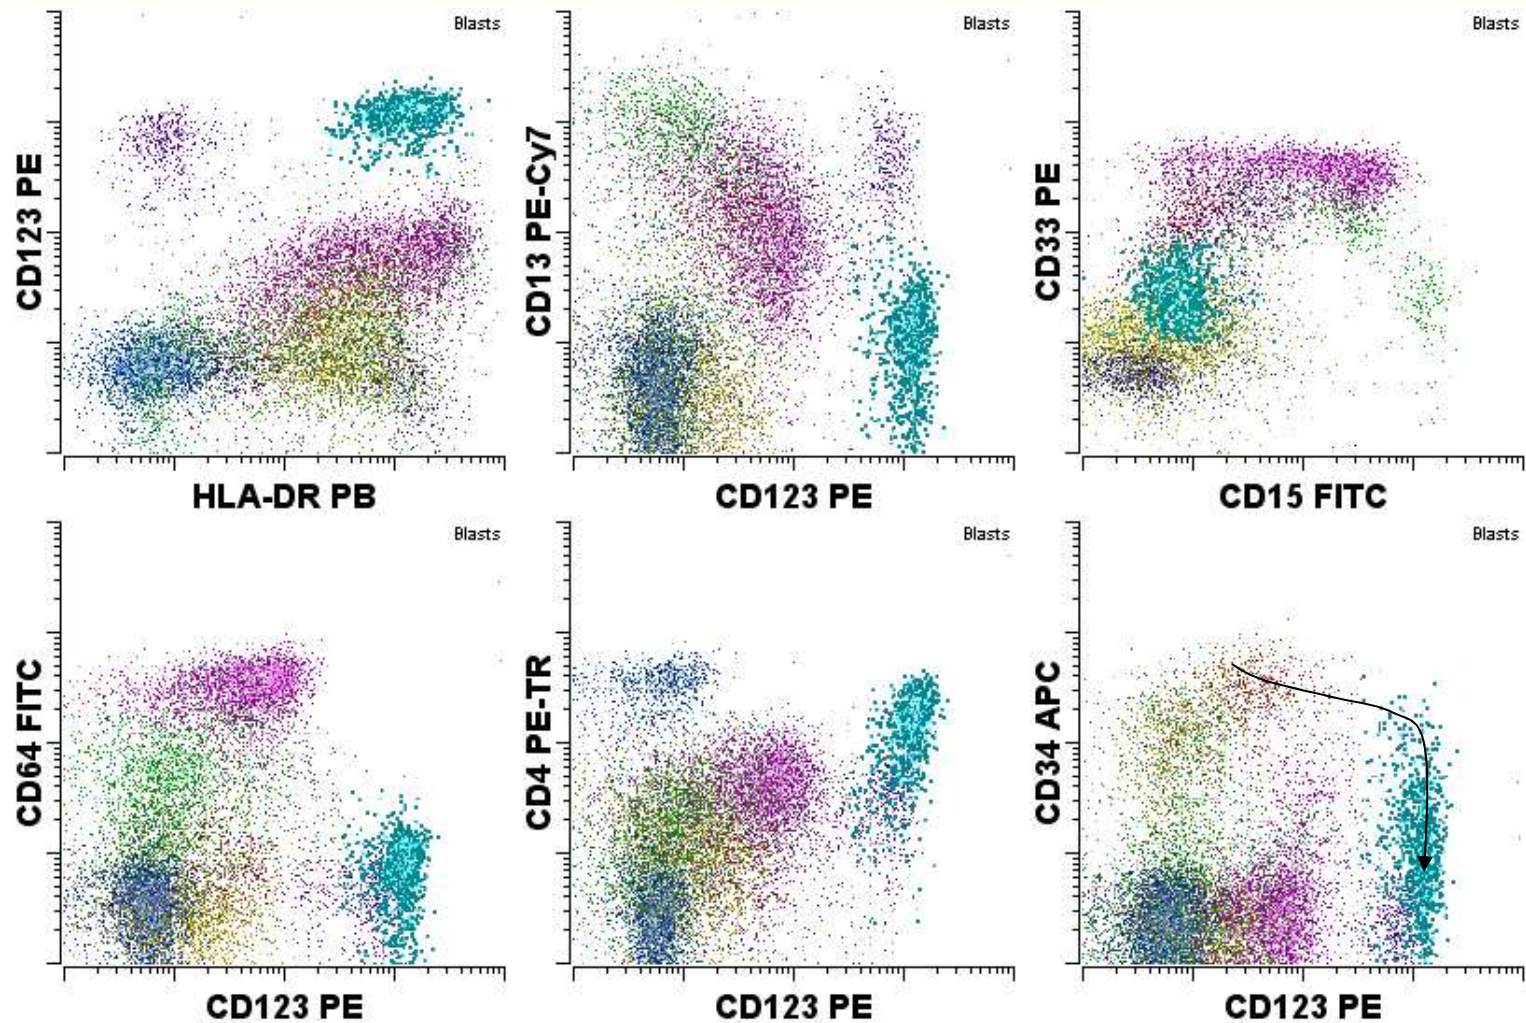 Blasts
CD123 PE
HLA-DR PB
Blasts
CD13 PE-Cy7
CD123 PE
Blasts
CD33 PE
CD15 FITC
Blasts
CD64 FITC
CD123 PE
Blasts
CD4 PE-TR
CD123 PE
Blasts
CD34 APC
CD123 PE